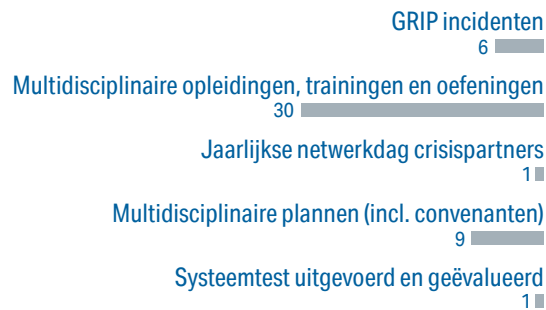 GRIP incidenten
6
Multidisciplinaire opleidingen, trainingen en oefeningen
30
Jaarlijkse netwerkdag crisispartners
1
Multidisciplinaire plannen (incl. convenanten)
9
Systeemtest uitgevoerd en geëvalueerd
1